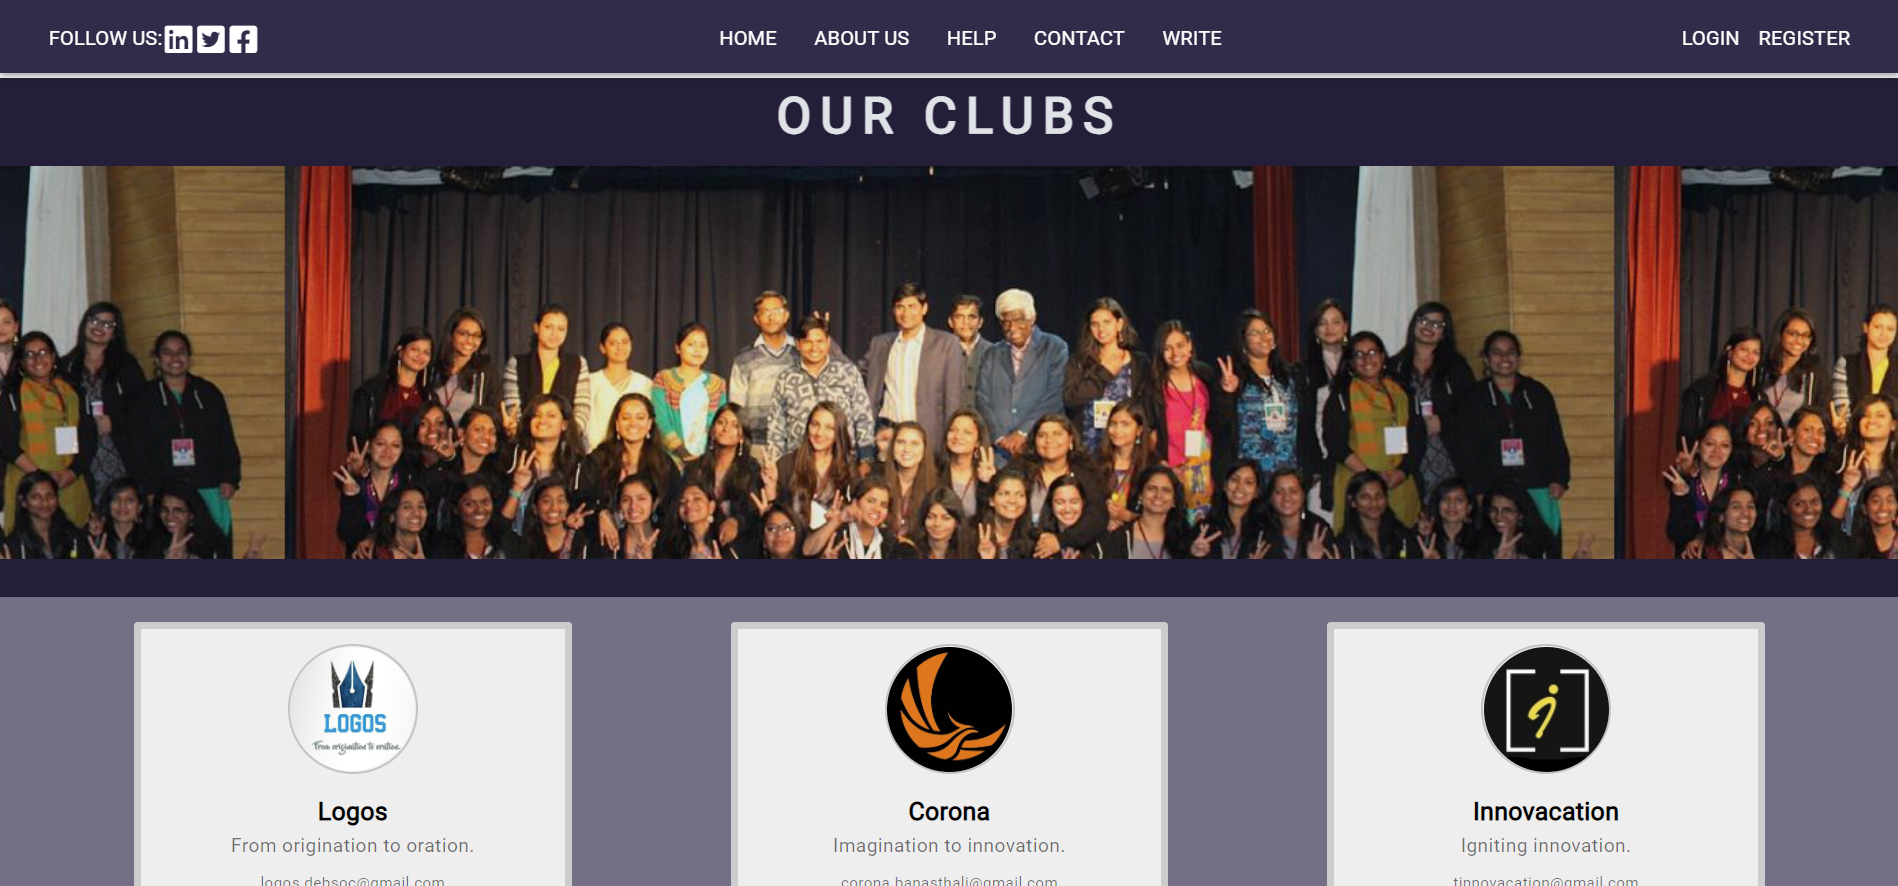 FOLLOW US:
HOME ABOUT US HELP CONTACT WRITE
LOGIN REGISTER
OUR CLUBS
LOGOS
From origination to oration.
Logos
From origination to oration.
logos.debsoc@gmail.com
Corona
Imagination to innovation.
corona.banasthali@gmail.com
i
Innovacation
Igniting innovation.
tinnovacation@gmail.com